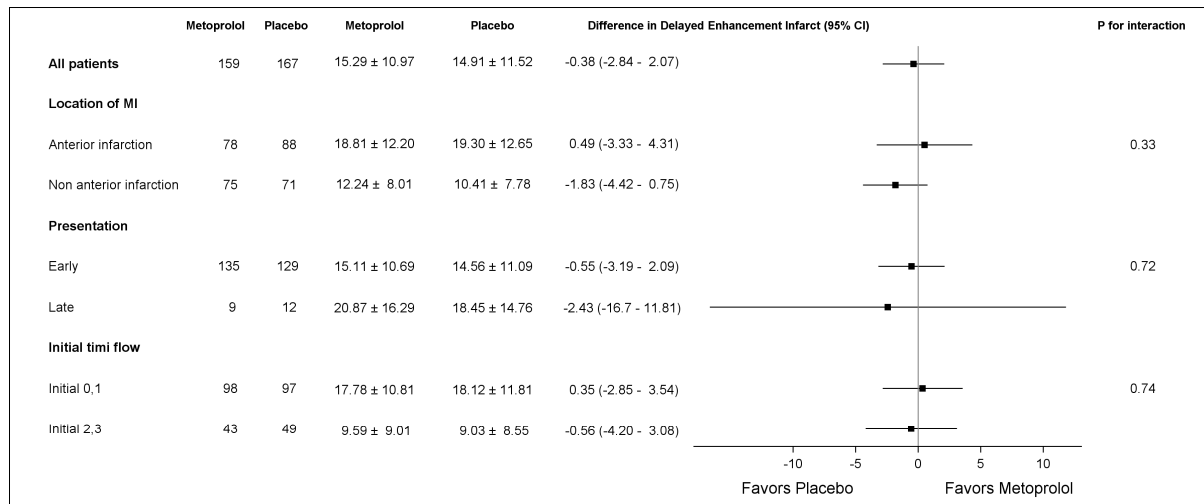 Metoprolol Placebo Metoprolol Placebo Difference in Delayed Enhancement Infarct (95% CI) P for interaction
All patients 159 167 15.29 ± 10.97 14.91 ± 11.52 -0.38 (-2.84 - 2.07)
Location of MI
Anterior infarction 78 88 18.81 ± 12.20 19.30 ± 12.65 0.49 (-3.33 - 4.31) 0.33
Non anterior infarction 75 71 12.24 ± 8.01 10.41 ± 7.78 -1.83 (-4.42 - 0.75)
Presentation
Early 135 129 15.11 ± 10.69 14.56 ± 11.09 -0.55 (-3.19 - 2.09) 0.72
Late 9 12 20.87 ± 16.29 18.45 ± 14.76 -2.43 (-16.7 - 11.81)
Initial timi flow
Initial 0,1 98 97 17.78 ± 10.81 18.12 ± 11.81 0.35 (-2.85 - 3.54) 0.74
Initial 2,3 43 49 9.59 ± 9.01 9.03 ± 8.55 -0.56 (-4.20 - 3.08)
-10 -5 0 5 10
Favors Placebo Favors Metoprolol